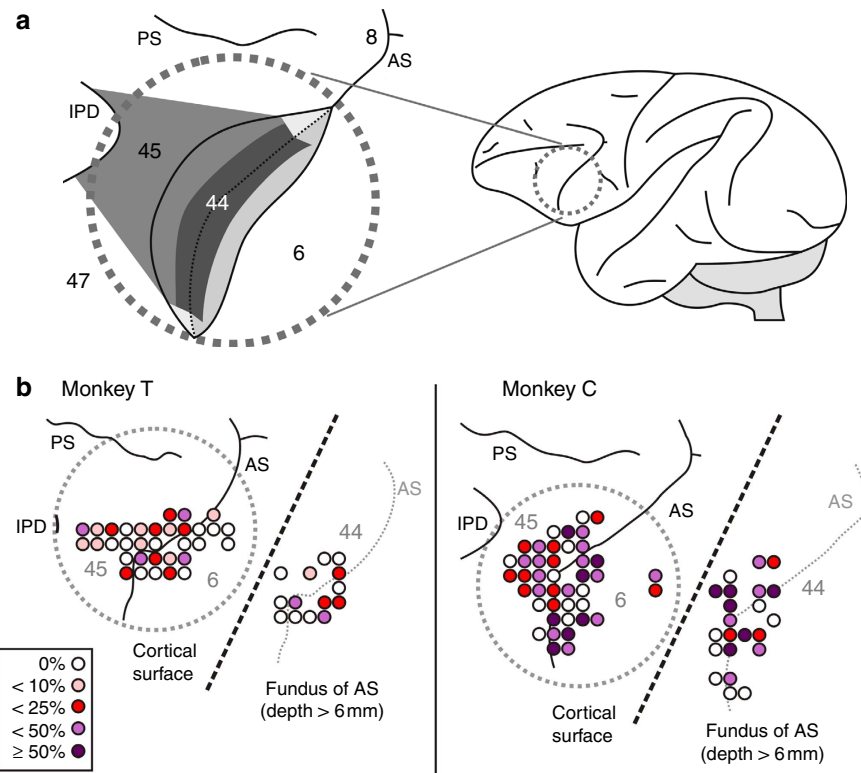 a
PS
8
AS
IPD
45
44
6
47
b
Monkey T
PS
AS
IPD
45
6
Cortical
surface
AS
44
Fundus of AS
(depth > 6 mm)
0%
< 10%
< 25%
< 50%
≥ 50%
Monkey C
PS
AS
IPD
45
6
Cortical
surface
AS
44
Fundus of AS
(depth > 6 mm)